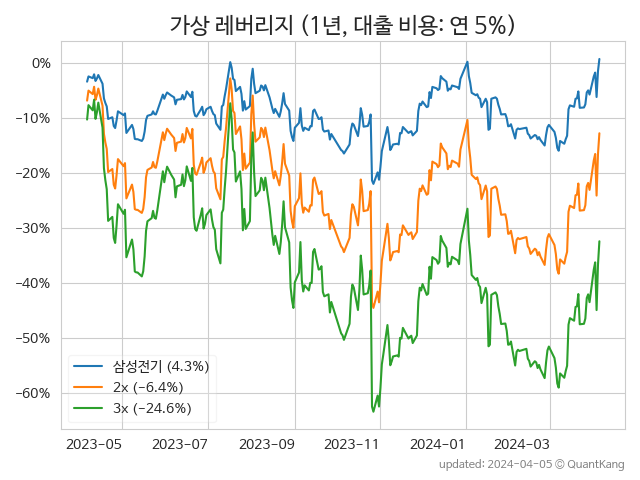 가상 레버리지 (1년, 대출 비용: 연 5%)
0%
−10%
−20%
−30%
−40%
−50%
−60%
삼성전기 (4.3%)
2x (−6.4%)
3x (−24.6%)
2023-05 2023-07 2023-09 2023-11 2024-01 2024-03
updated: 2024-04-05 © QuantKang